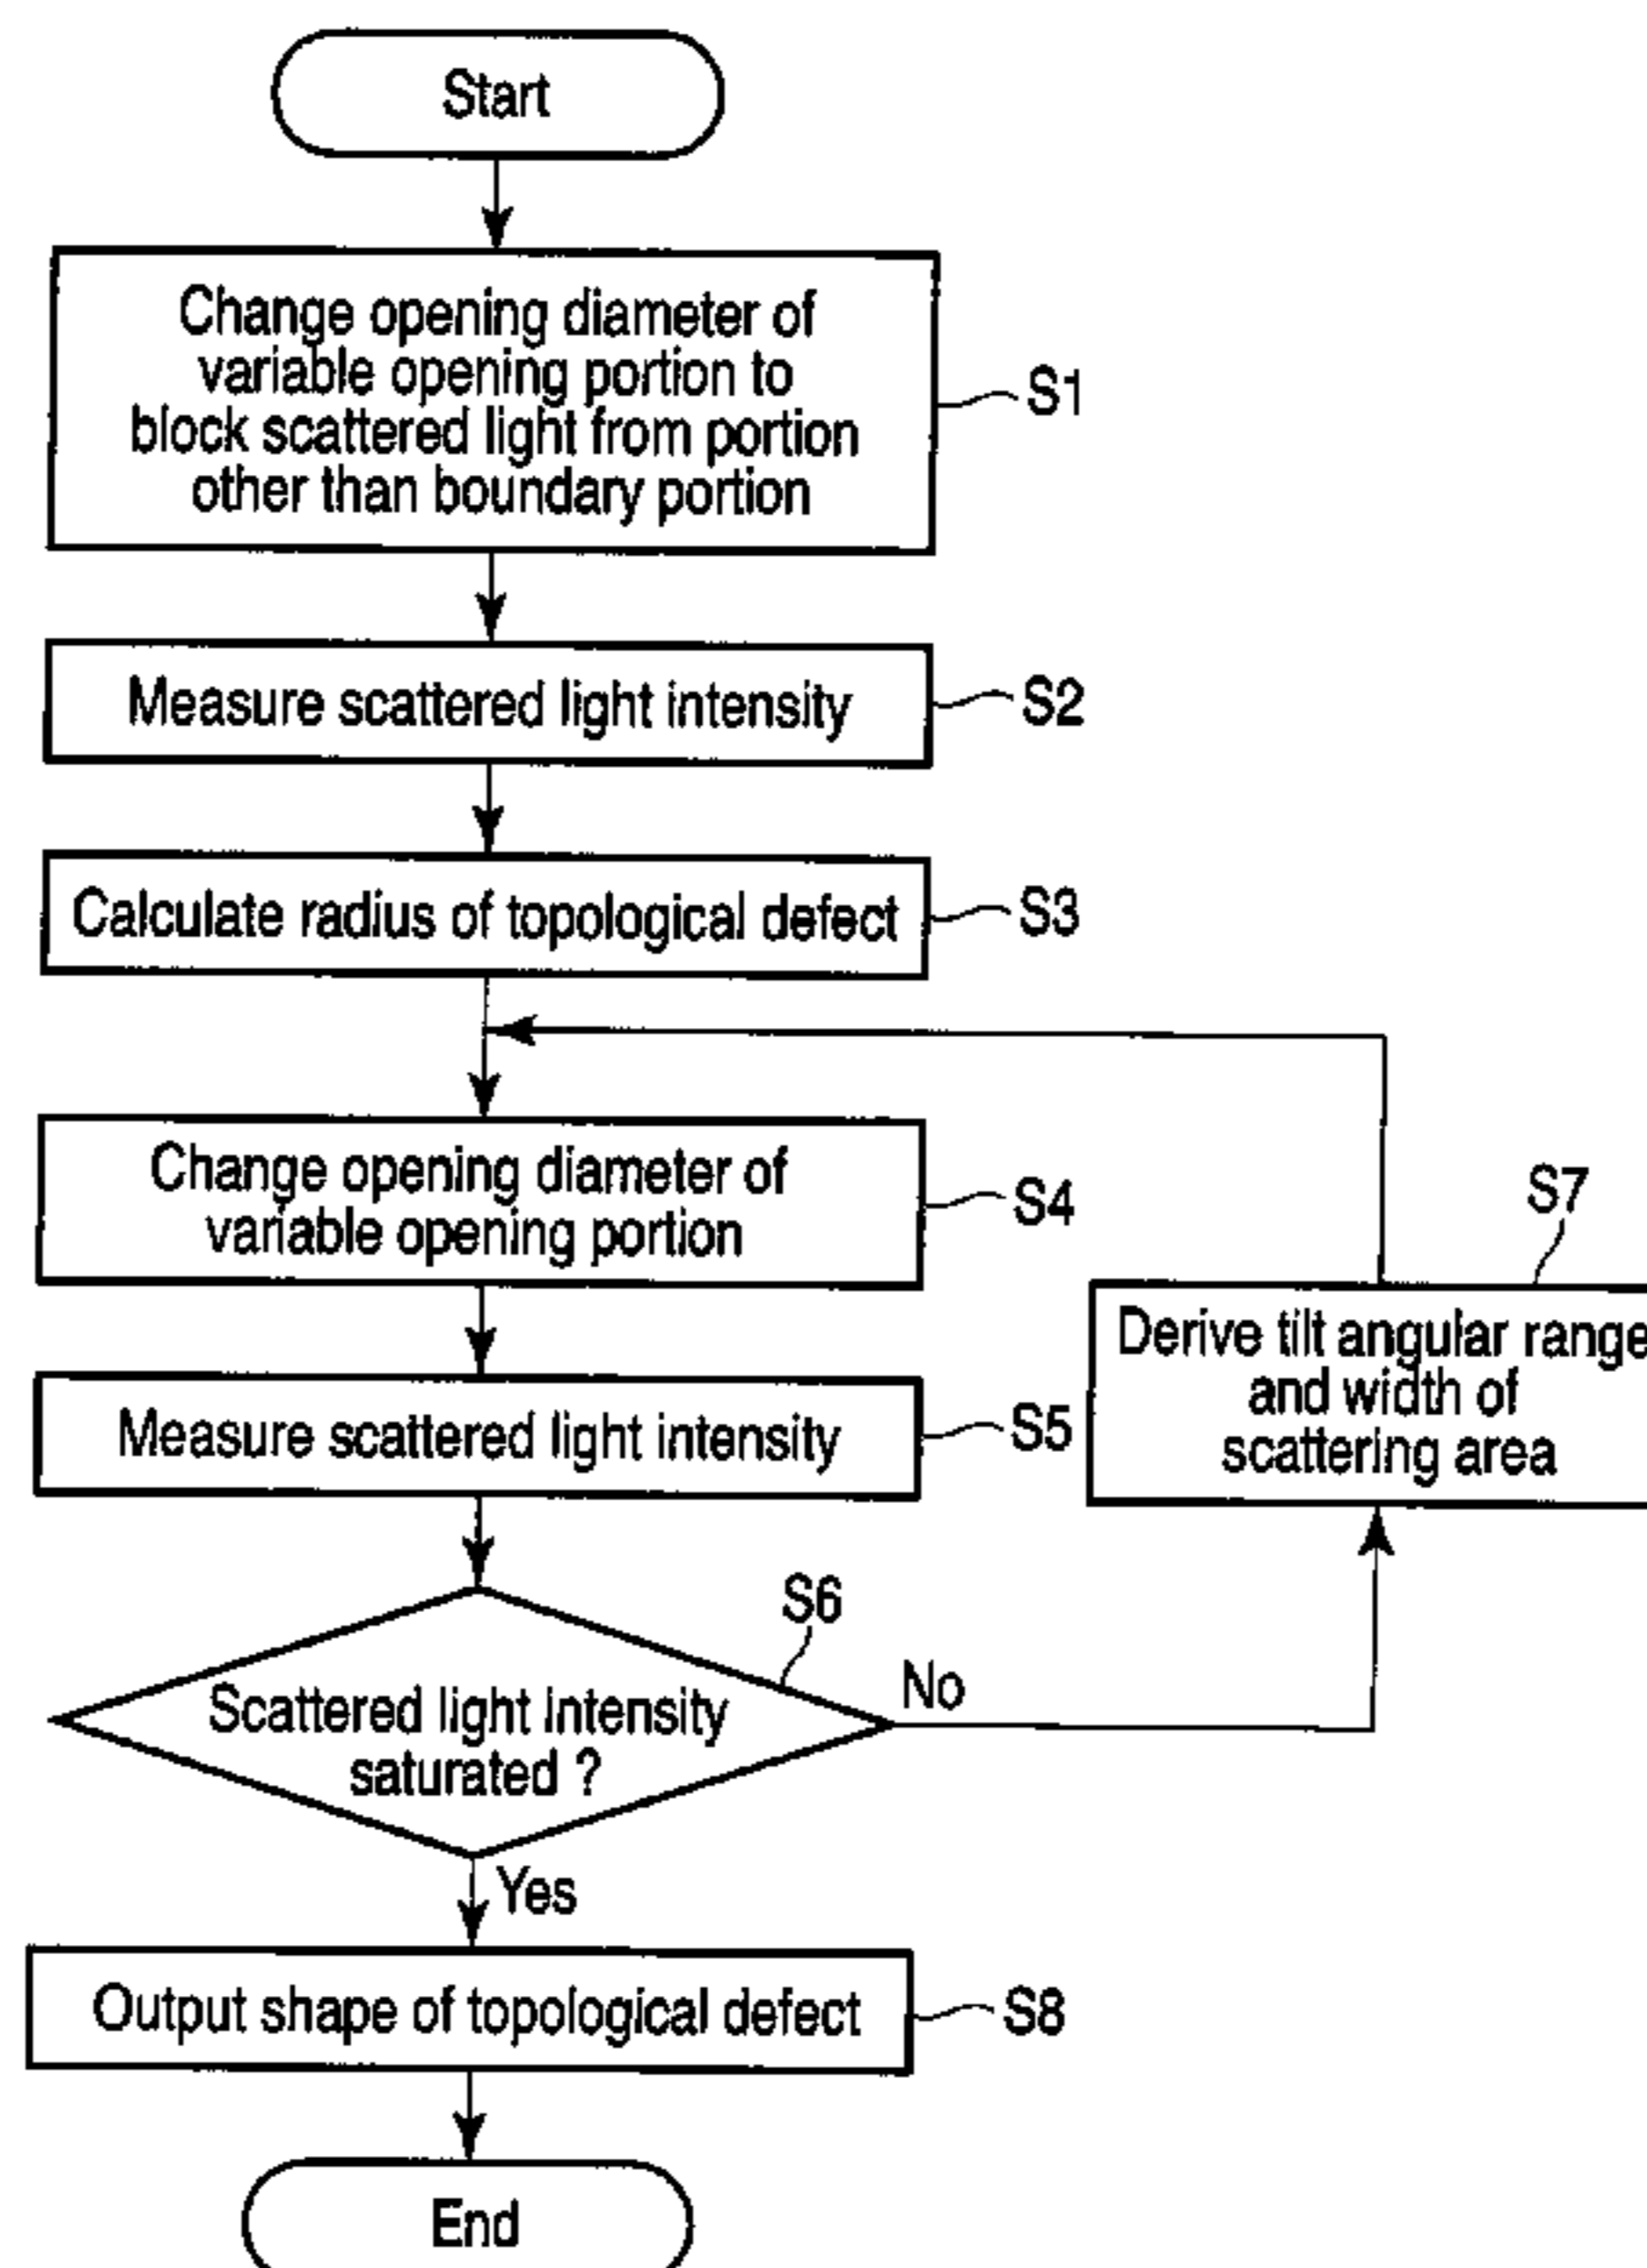 Start
Change opening diameter of
variable opening portion to
block scattered light from portion
other than boundary portion
S1
Measure scattered light intensity
S2
Calculate radius of topological defect
S3
Change opening diameter of
variable opening portion
S4
S7
Derive tilt angular range
and width of
scattering area
Measure scattered light intensity
S5
S6
Scattered light intensity
saturated ?
No
Yes
Output shape of topological defect
S8
End